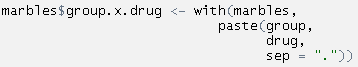 marbles$group.x.drug <- with(marbles,
paste(group,
drug,
sep = "."))